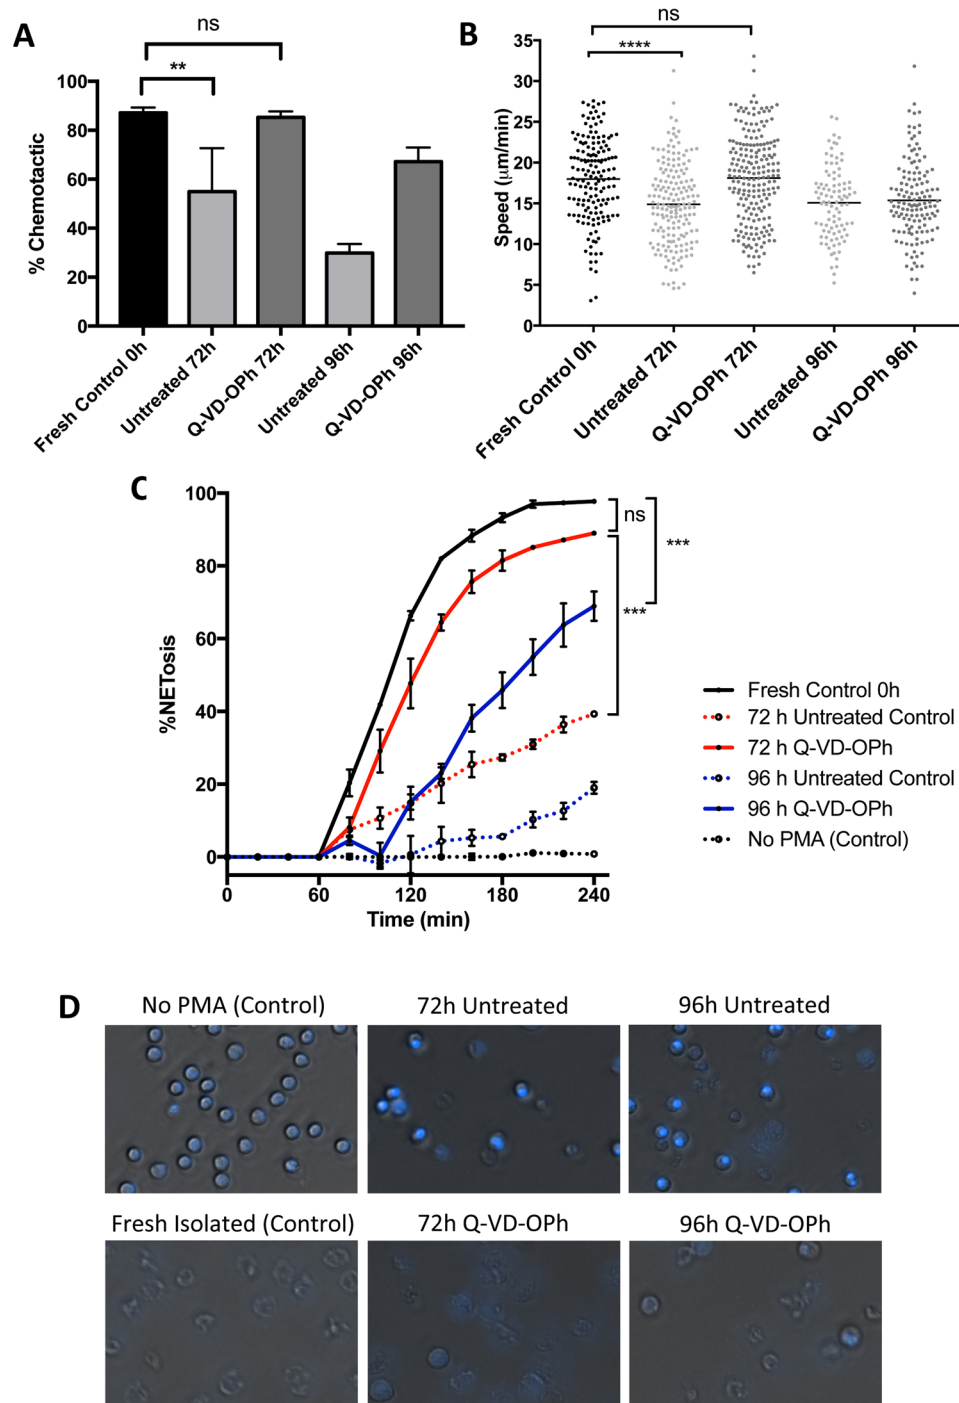 A
ns
**
% Chemotactic
100
80
60
40
20
0
Fresh Control 0h
Untreated 72h
Q-VD-OPh 72h
Untreated 96h
Q-VD-OPh 96h
B
ns
****
Speed (μm/min)
35
30
25
20
15
10
5
0
Fresh Control 0h
Untreated 72h
Q-VD-OPh 72h
Untreated 96h
Q-VD-OPh 96h
C
%NETosis
100
80
60
40
20
0
0
60
120
180
240
Time (min)
ns
***
***
Fresh Control 0h
72 h Untreated Control
72 h Q-VD-OPh
96 h Untreated Control
96 h Q-VD-OPh
No PMA (Control)
D
No PMA (Control)
72h Untreated
96h Untreated
Fresh Isolated (Control)
72h Q-VD-OPh
96h Q-VD-OPh